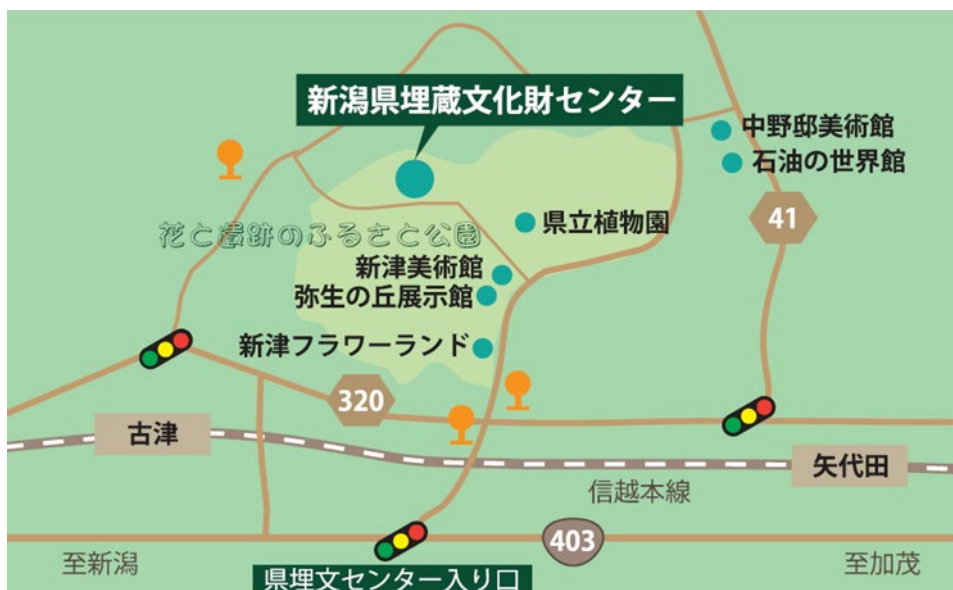 新潟県埋蔵文化財センター
中野邸美術館
石油の世界館
41
県立植物園
花と遺跡のふるさと公園
新津美術館
弥生の丘展示館
新津フラワーランド
320
古津
矢代田
信越本線
403
至新潟
至加茂
県埋文センター入り口